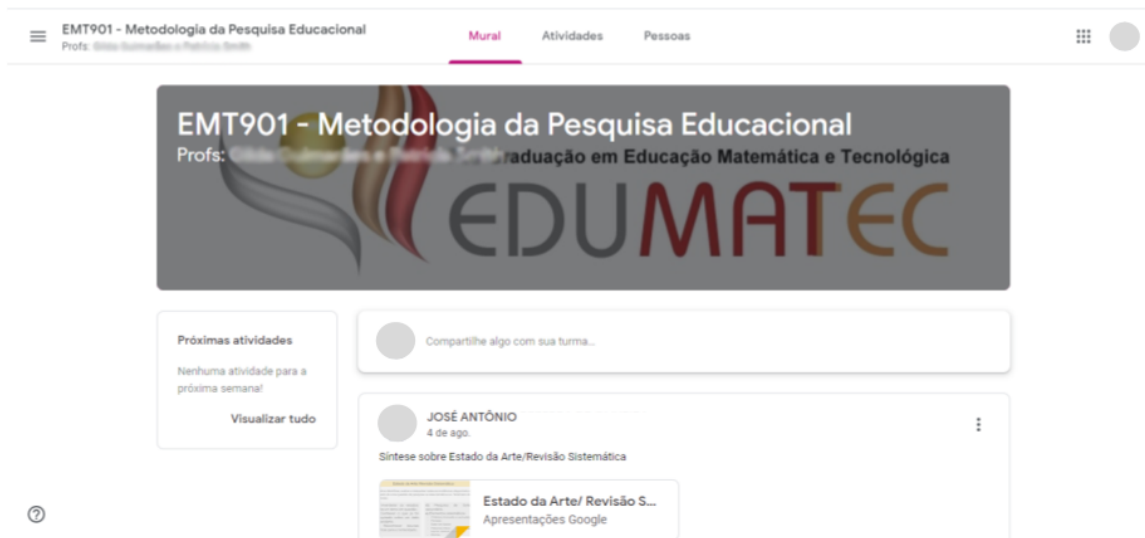 EMT901 - Metodologia da Pesquisa Educacional
Profs:
Mural
Atividades
Pessoas
EMT901 - Metodologia da Pesquisa Educacional
Profs:
raduação em Educação Matemática e Tecnológica
EDUMATEC
Próximas atividades
Nenhuma atividade para a
próxima semana!
Visualizar tudo
Compartilhe algo com sua turma...
JOSÉ ANTÔNIO
4 de ago.
Síntese sobre Estado da Arte/Revisão Sistemática
Estado da Arte/ Revisão S...
Apresentações Google